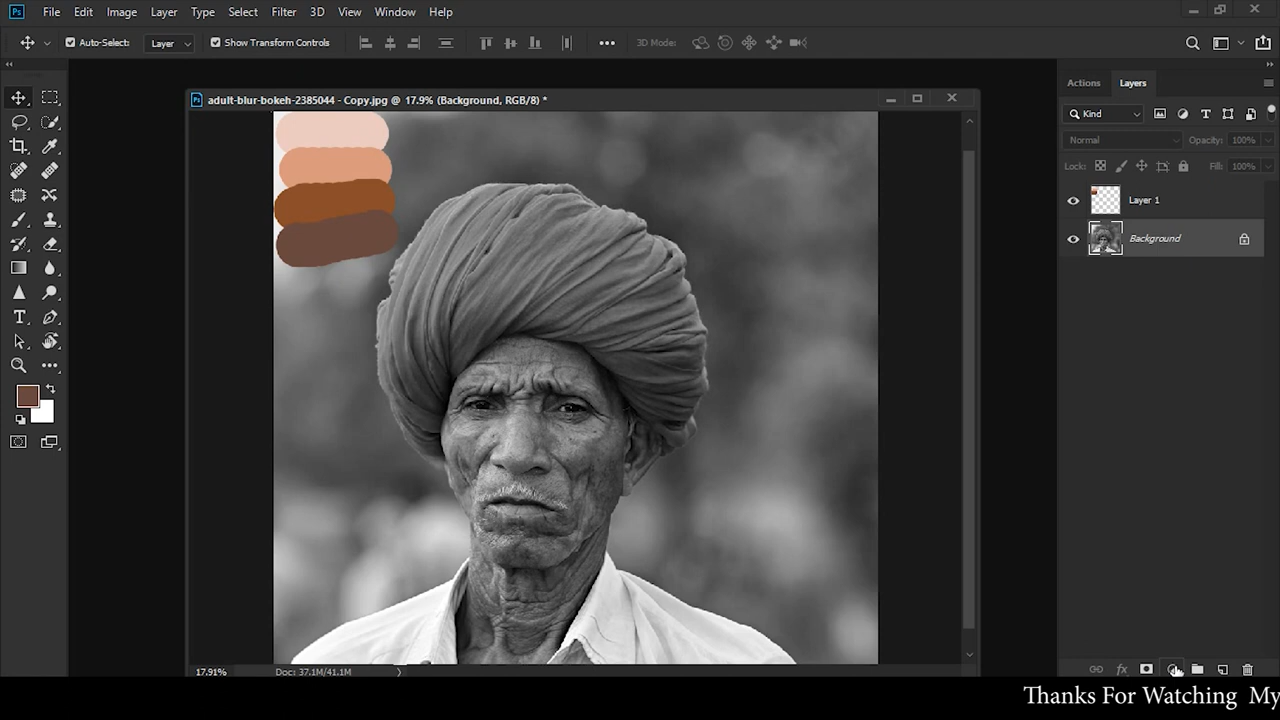 Ps File Edit Image Layer Type Select Filter 3D View Window Help
Auto-Select: Layer Show Transform Controls 3D Mode:
Ps adult-blur-bokeh-2385044 - Copy.jpg @ 17.9% (Background, RGB/8) *
Actions Layers
Kind
Normal Opacity: 100%
Lock: Fill: 100%
Layer 1
Background
17.91% Doc: 37.1M/41.1M
Thanks For Watching My